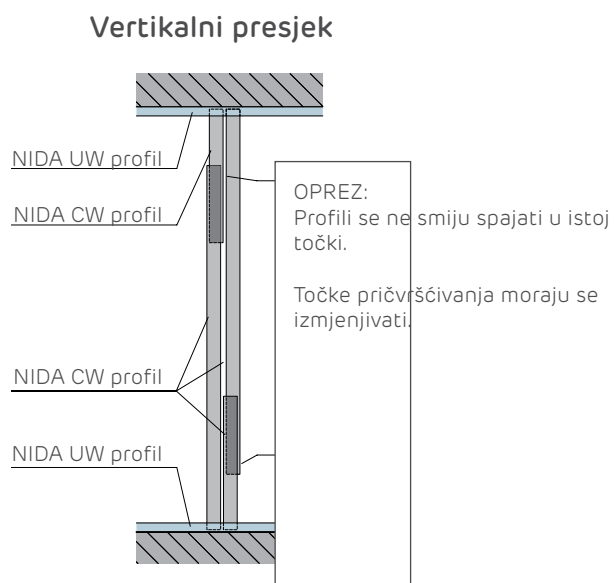 Vertikalni presjek
NIDA UW profil
NIDA CW profil
OPREZ:
Profili se ne smiju spajati u istoj
točki.
Točke pričvršćivanja moraju se
izmjenjivati.
NIDA CW profil
NIDA UW profil